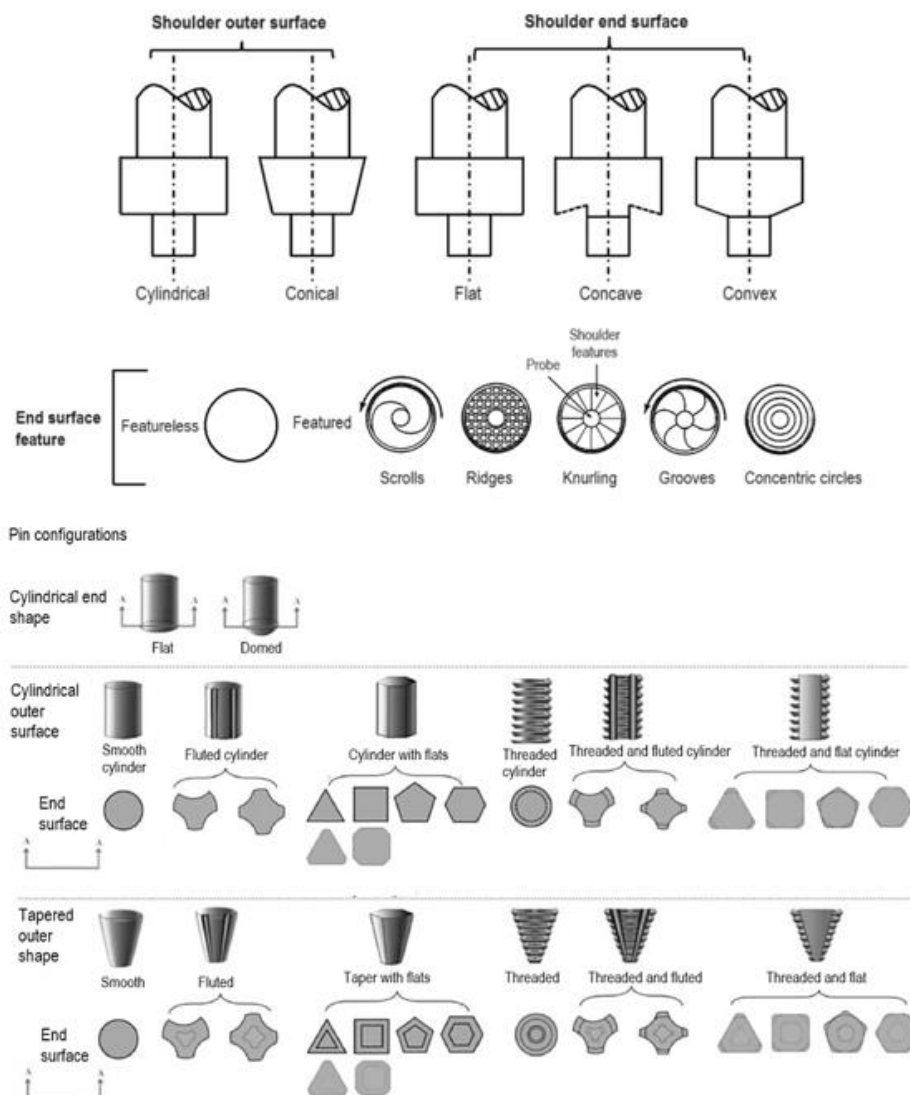 Shoulder outer surface
Shoulder end surface
Cylindrical
Conical
Flat
Concave
Convex
Shoulder
features
Probe
End surface
feature
Featureless
Featured
Scrolls
Ridges
Knurling
Grooves
Concentric circles
Pin configurations
Cylindrical end
shape
A
A
A
A
Flat
Domed
Cylindrical
outer
surface
Smooth
cylinder
Fluted cylinder
Cylinder with flats
Threaded
cylinder
Threaded and fluted cylinder
Threaded and flat cylinder
End
surface
A
A
Tapered
outer
shape
Smooth
Fluted
Taper with flats
Threaded
Threaded and fluted
Threaded and flat
End
surface
A
A